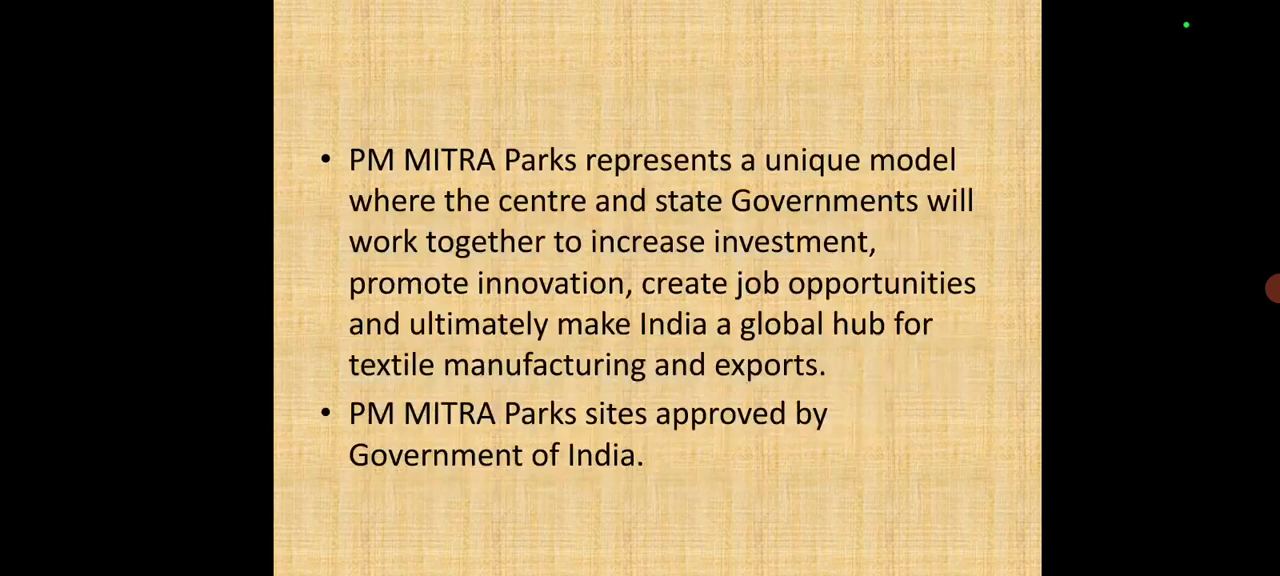 • PM MITRA Parks represents a unique model
where the centre and state Governments will
work together to increase investment,
promote innovation, create job opportunities
and ultimately make India a global hub for
textile manufacturing and exports.
• PM MITRA Parks sites approved by
Government of India.